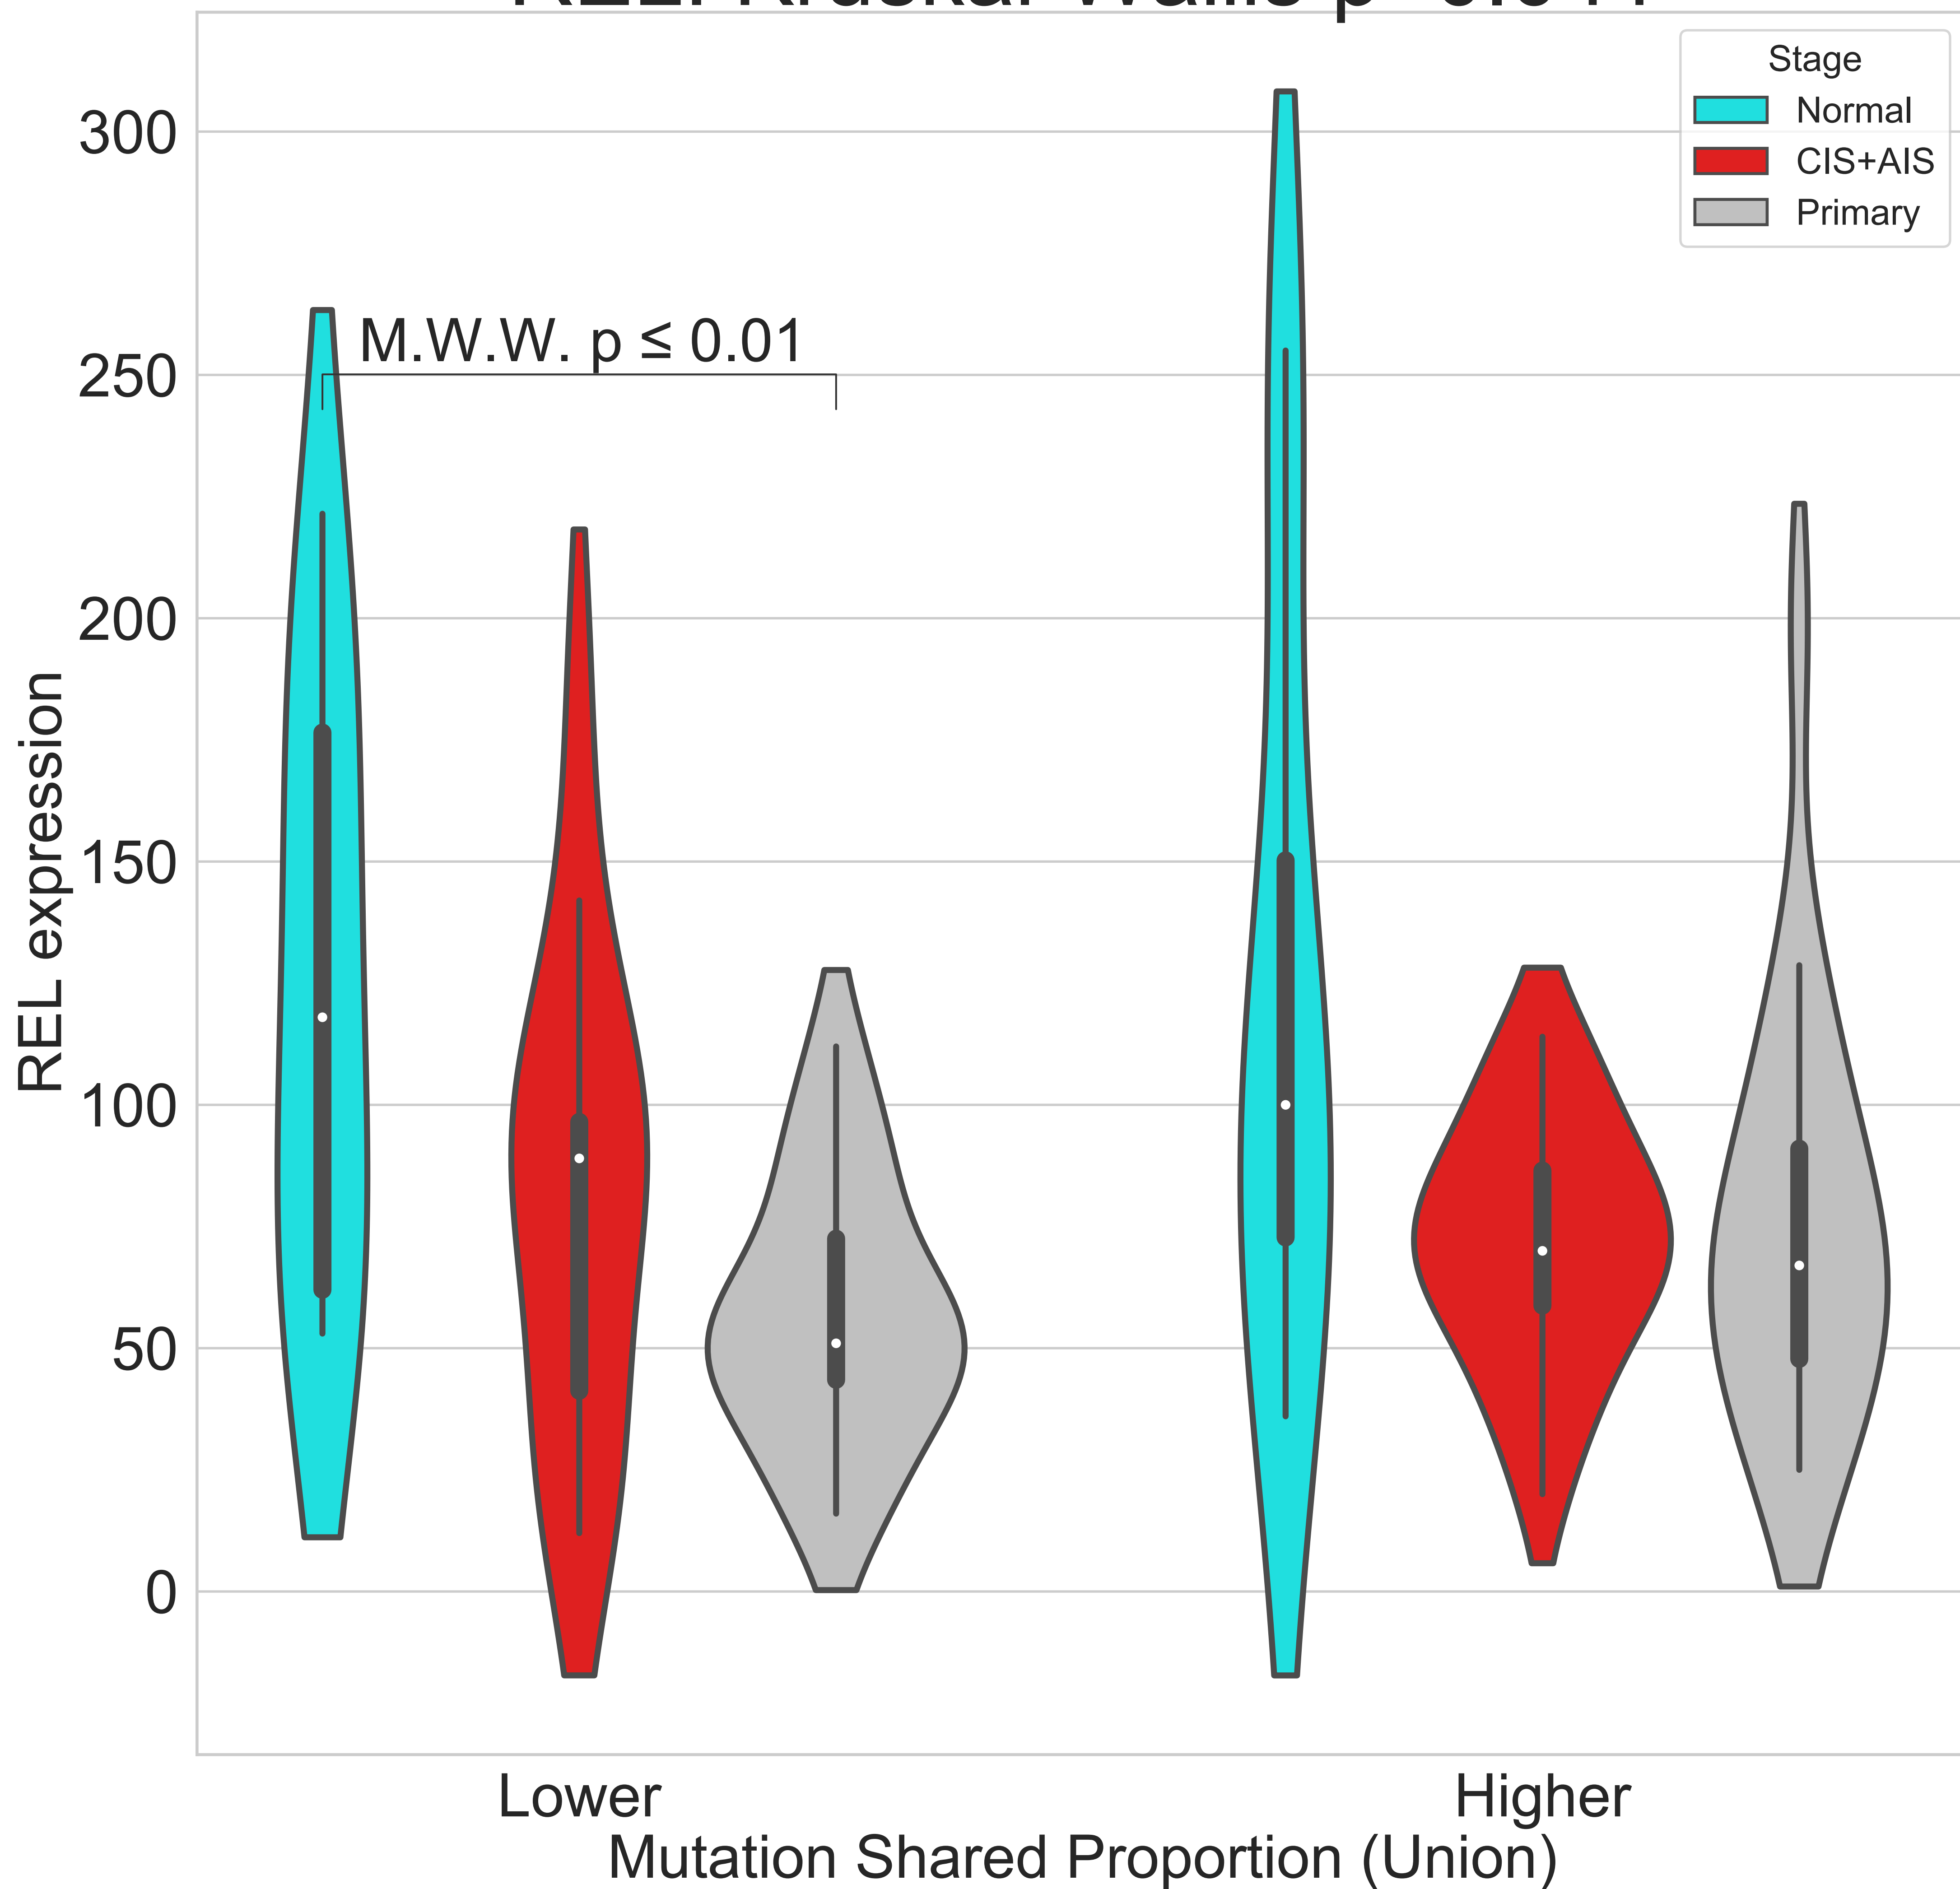 Stage
Normal
CIS+AIS
Primary
300
250
200
150
100
50
0
M.W.W. p ≤ 0.01
REL expression
Lower
Higher
Mutation Shared Proportion (Union)